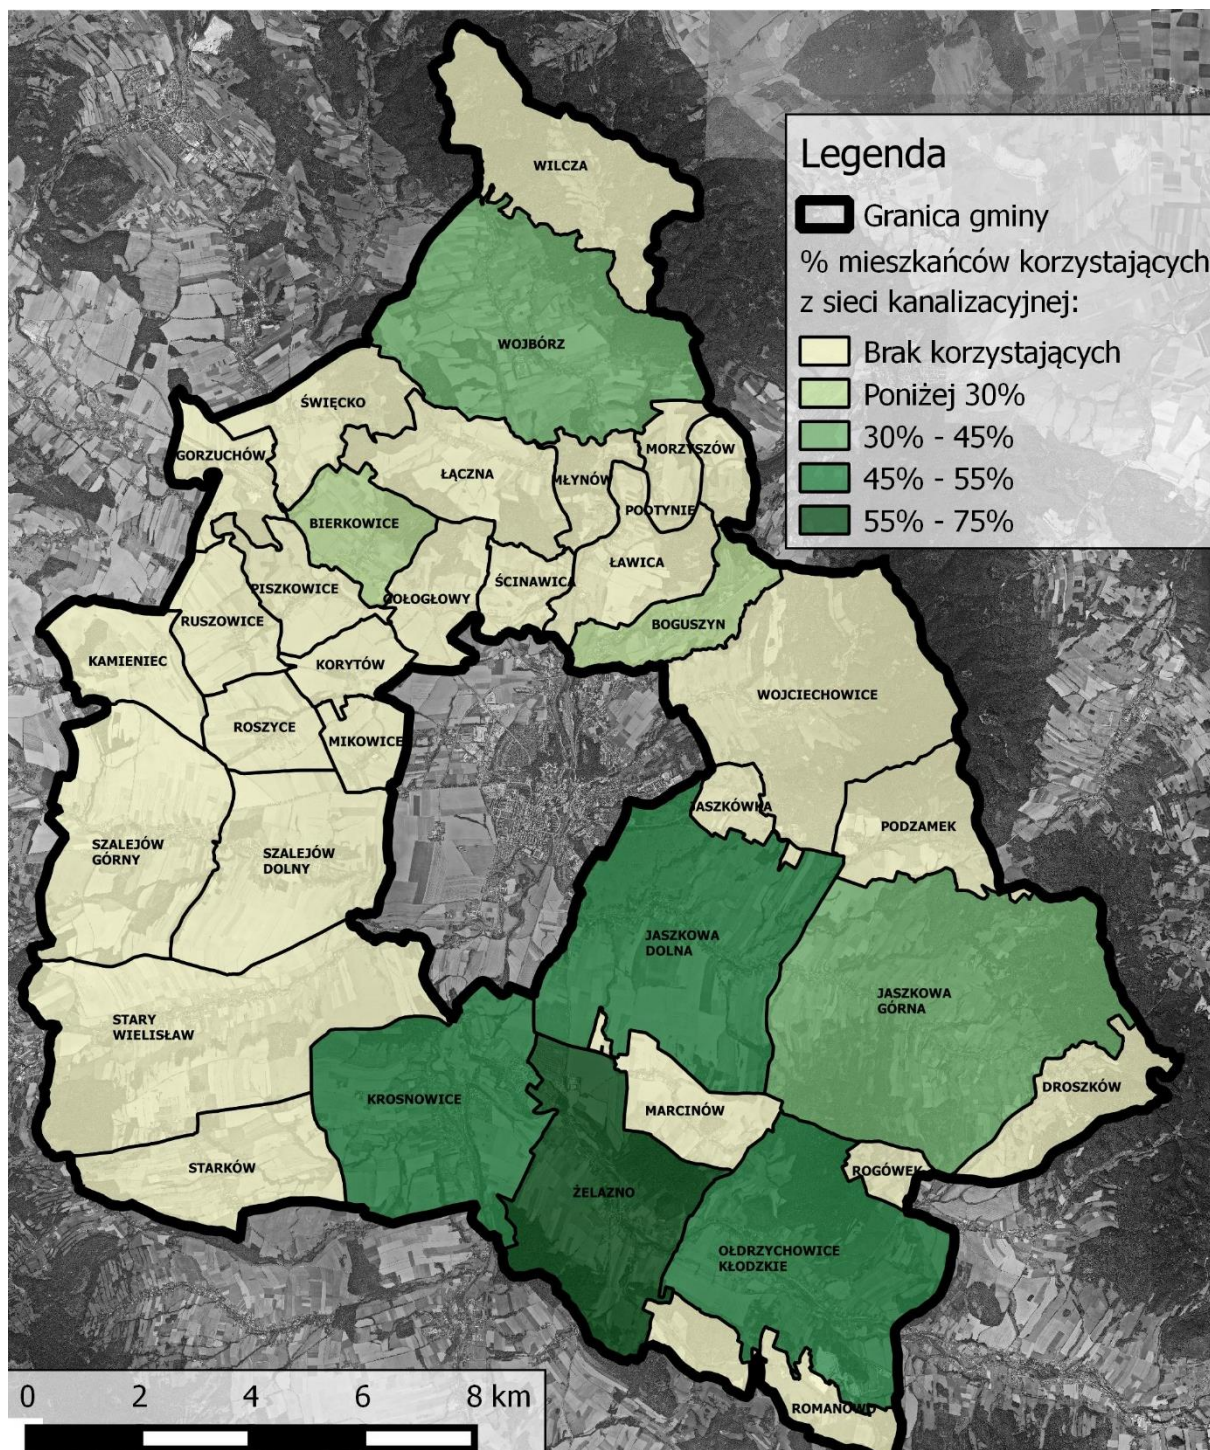 WILCZA
Legenda
Granica gminy
% mieszkańców korzystających
z sieci kanalizacyjnej:
Brak korzystających
Poniżej 30%
30% - 45%
45% - 55%
55% - 75%
WOJBÓRZ
ŚWIĘCKO
GORZUCHÓW
ŁĄCZNA
MŁYNÓW
MORZYSZÓW
PODTYNIE
BIERKOWICE
ŁAWICA
ŚCINAWICA
PISZKOWICE
GOŁOGŁOWY
RUSZOWICE
BOGUSZYN
KAMIENIEC
KORYTÓW
WOJCIECHOWICE
ROSZYCE
MIKOWICE
JASZKÓWKA
PODZAMEK
SZALEJÓW
GÓRNY
SZALEJÓW
DOLNY
JASZKOWA
DOLNA
JASZKOWA
GÓRNA
STARY
WIELISŁAW
KROSNOWICE
MARCINÓW
DROSZKÓW
STARKÓW
ROGÓWEK
ŻELAZNO
OŁDRZYCHOWICE
KŁODZKIE
ROMANOWO
0 2 4 6 8 km